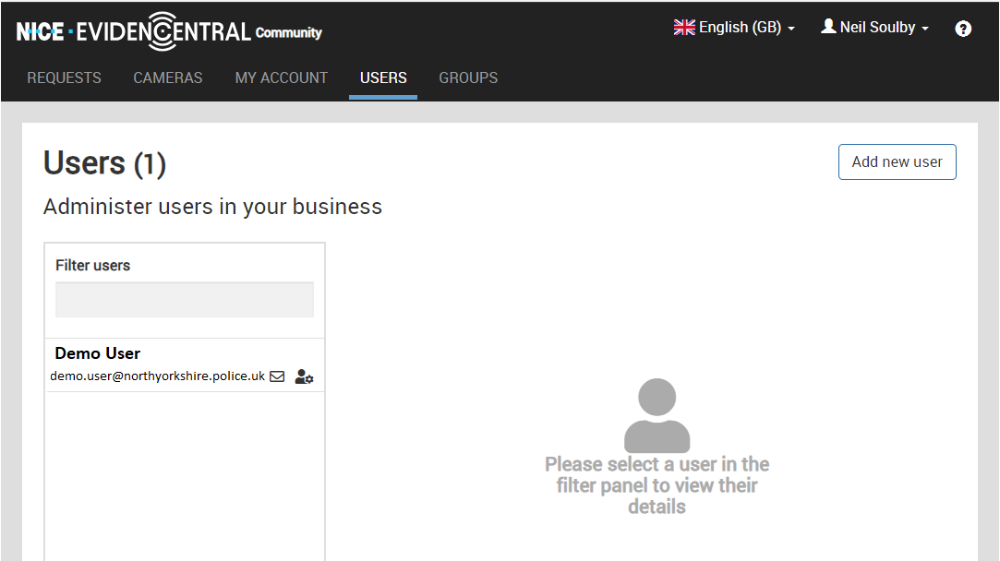 NICE·EVIDENCENTRAL Community
English (GB)
Neil Soulby
?
REQUESTS
CAMERAS
MY ACCOUNT
USERS
GROUPS
Users (1)
Add new user
Administer users in your business
Filter users
Demo User
demo.user@northyorkshire.police.uk
Please select a user in the
filter panel to view their
details